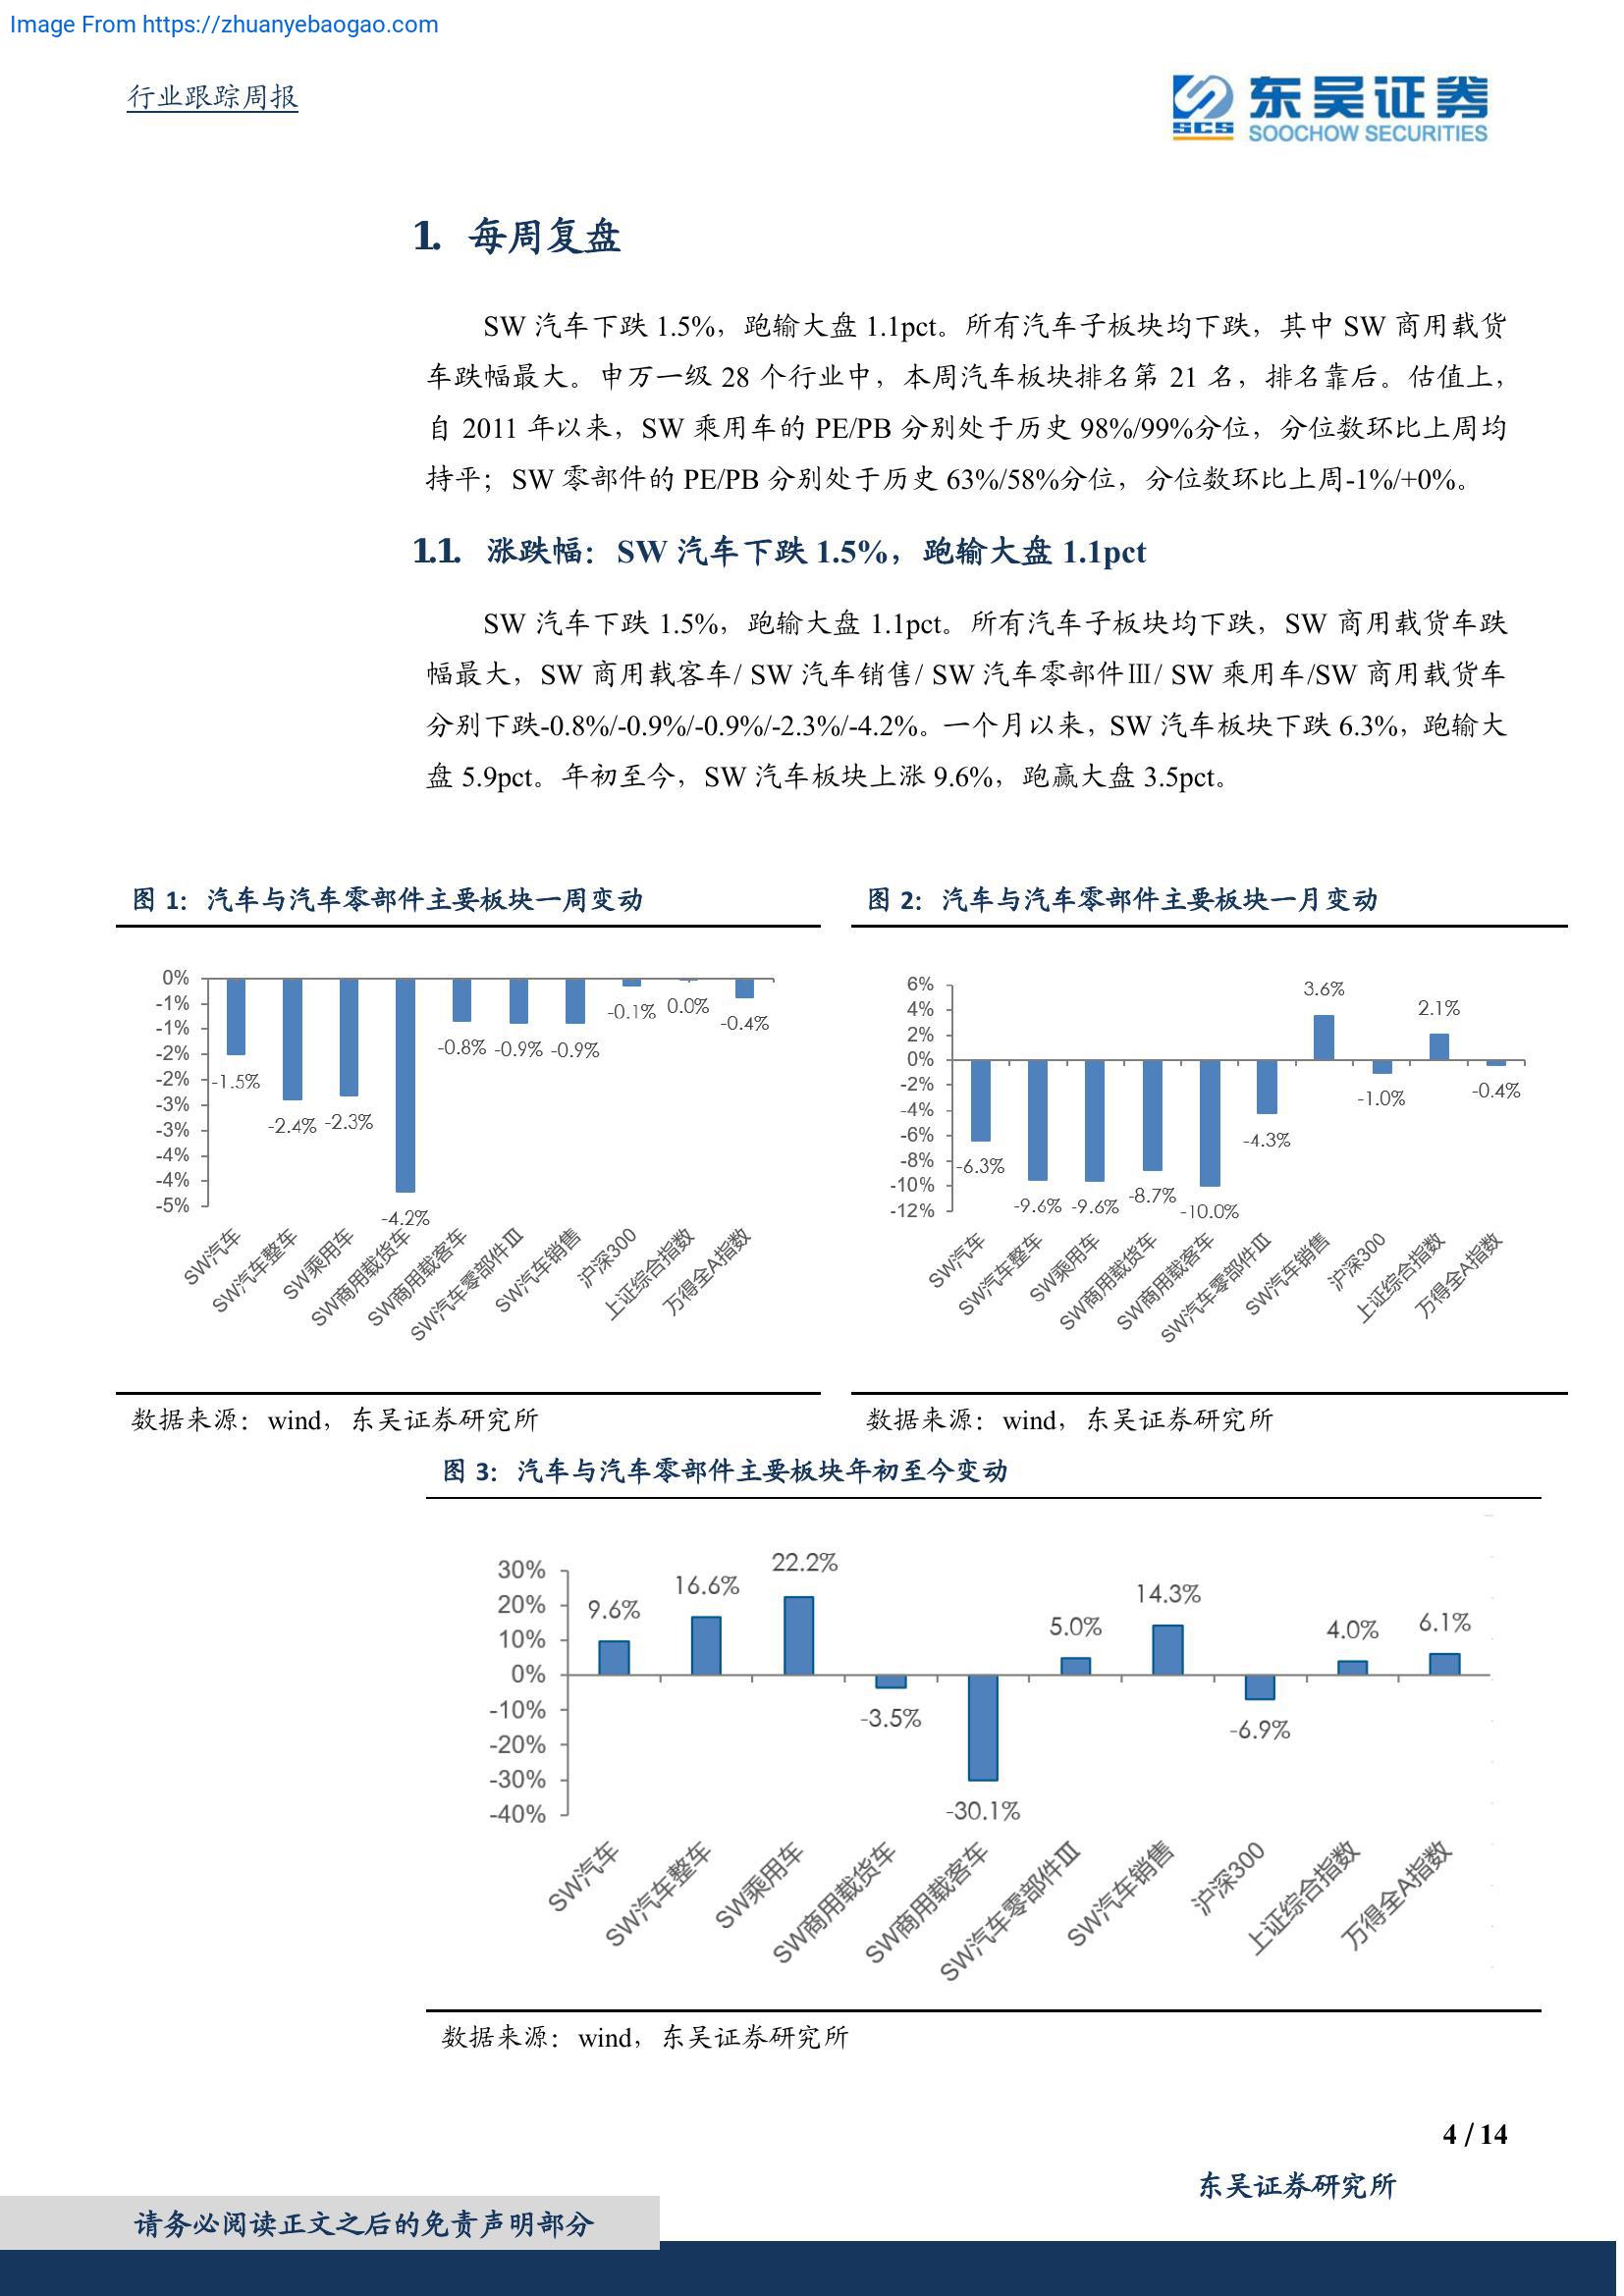 Image From https://zhuanyebaogao.com
行业跟踪周报
SCS
东吴证券
SOOCHOW SECURITIES
1. 每周复盘
SW 汽车下跌 1.5%，跑输大盘 1.1pct。所有汽车子板块均下跌，其中 SW 商用载货
车跌幅最大。申万一级 28 个行业中，本周汽车板块排名第 21 名，排名靠后。估值上，
自 2011 年以来，SW 乘用车的 PE/PB 分别处于历史 98%/99%分位，分位数环比上周均
持平；SW 零部件的 PE/PB 分别处于历史 63%/58%分位，分位数环比上周-1%/+0%。
1.1. 涨跌幅：SW 汽车下跌 1.5%，跑输大盘 1.1pct
SW 汽车下跌 1.5%，跑输大盘 1.1pct。所有汽车子板块均下跌，SW 商用载货车跌
幅最大，SW 商用载客车/ SW 汽车销售/ SW 汽车零部件Ⅲ/ SW 乘用车/SW 商用载货车
分别下跌-0.8%/-0.9%/-0.9%/-2.3%/-4.2%。一个月以来，SW 汽车板块下跌 6.3%，跑输大
盘 5.9pct。年初至今，SW 汽车板块上涨 9.6%，跑赢大盘 3.5pct。
图 1：汽车与汽车零部件主要板块一周变动
0%
-1%
-1%
-2%
-2%
-3%
-3%
-4%
-4%
-5%
-1.5%
-2.4%
-2.3%
-4.2%
-0.8%
-0.9%
-0.9%
-0.1%
0.0%
-0.4%
SW汽车
SW汽车整车
SW乘用车
SW商用载货车
SW商用载客车
SW汽车零部件Ⅲ
SW汽车销售
沪深300
上证综合指数
万得全A指数
数据来源：wind，东吴证券研究所
图 2：汽车与汽车零部件主要板块一月变动
6%
4%
2%
0%
-2%
-4%
-6%
-8%
-10%
-12%
-6.3%
-9.6%
-9.6%
-8.7%
-10.0%
-4.3%
3.6%
-1.0%
2.1%
-0.4%
SW汽车
SW汽车整车
SW乘用车
SW商用载货车
SW商用载客车
SW汽车零部件Ⅲ
SW汽车销售
沪深300
上证综合指数
万得全A指数
数据来源：wind，东吴证券研究所
图 3：汽车与汽车零部件主要板块年初至今变动
30%
20%
10%
0%
-10%
-20%
-30%
-40%
9.6%
16.6%
22.2%
-3.5%
-30.1%
5.0%
14.3%
-6.9%
4.0%
6.1%
SW汽车
SW汽车整车
SW乘用车
SW商用载货车
SW商用载客车
SW汽车零部件Ⅲ
SW汽车销售
沪深300
上证综合指数
万得全A指数
数据来源：wind，东吴证券研究所
4 / 14
东吴证券研究所
请务必阅读正文之后的免责声明部分